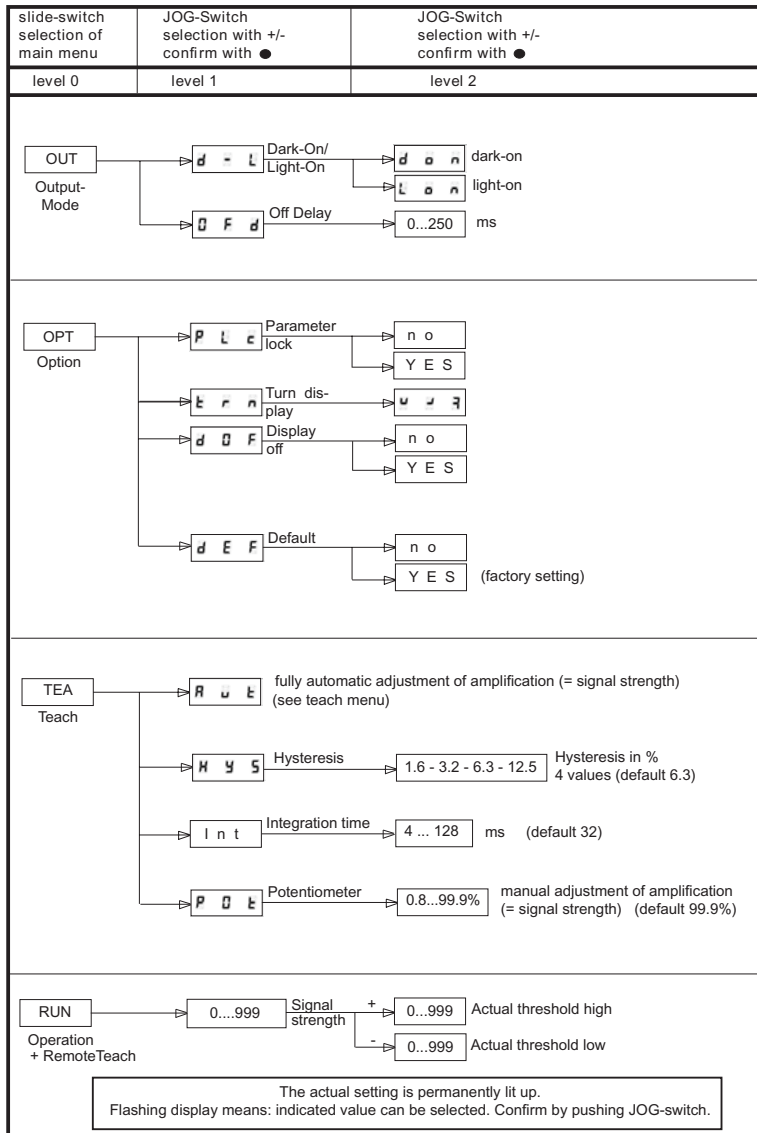 slide-switch
selection of
main menu
JOG-Switch
selection with +/-
confirm with ●
JOG-Switch
selection with +/-
confirm with ●
level 0
level 1
level 2
OUT
Output-
Mode
d - L
Dark-On/
Light-On
d o n
dark-on
L o n
light-on
O F d
Off Delay
0...250
ms
OPT
Option
P L c
Parameter
lock
n o
Y E S
t r n
Turn dis-
play
d O F
Display
off
n o
Y E S
d E F
Default
n o
Y E S
(factory setting)
TEA
Teach
A u t
fully automatic adjustment of amplification (= signal strength)
(see teach menu)
H Y S
Hysteresis
1.6 - 3.2 - 6.3 - 12.5
Hysteresis in %
4 values (default 6.3)
I n t
Integration time
4 ... 128
ms
(default 32)
P O t
Potentiometer
0.8...99.9%
manual adjustment of amplification
(= signal strength) (default 99.9%)
RUN
Operation
+ RemoteTeach
0....999
Signal
strength
+
0...999
Actual threshold high
-
0...999
Actual threshold low
The actual setting is permanently lit up.
Flashing display means: indicated value can be selected. Confirm by pushing JOG-switch.